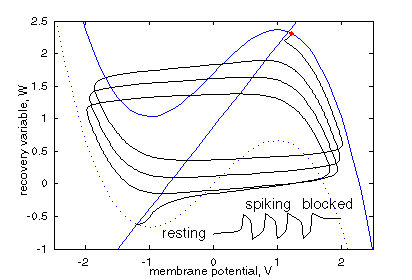 2.5
2
1.5
1
0.5
0
-0.5
-1
recovery variable, W
spiking blocked
resting
-2 -1 0 1 2
membrane potential, V